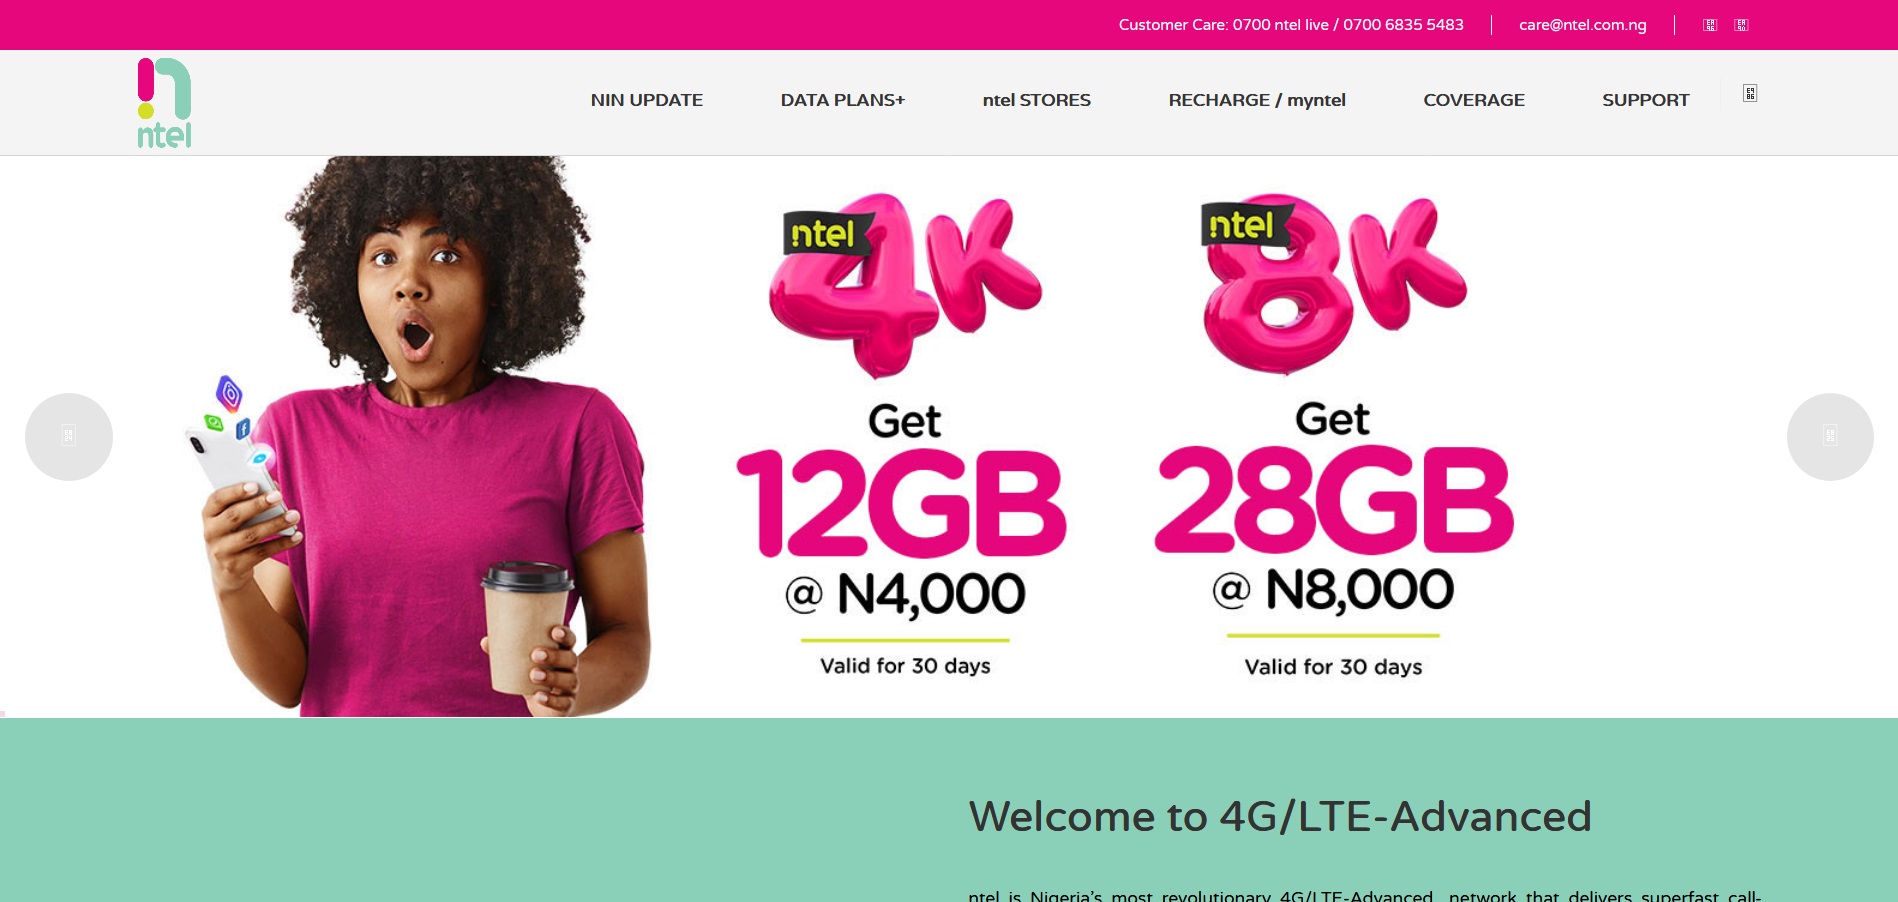 Customer Care: 0700 ntel live / 0700 6835 5483
care@ntel.com.ng
ntel
NIN UPDATE
DATA PLANS+
ntel STORES
RECHARGE / myntel
COVERAGE
SUPPORT
ntel
4K
Get
12GB
@ N4,000
Valid for 30 days
ntel
8K
Get
28GB
@ N8,000
Valid for 30 days
Welcome to 4G/LTE-Advanced
ntel is Nigeria's most revolutionary 4G/LTE-Advanced network that delivers superfast call-